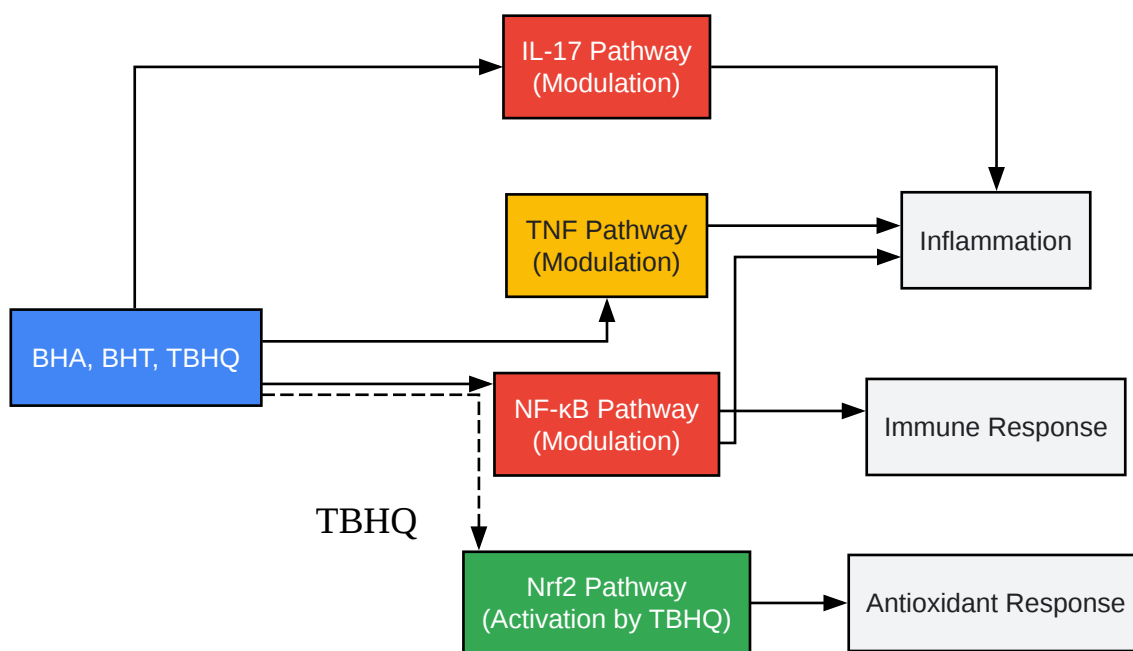 IL-17 Pathway
(Modulation)
TNF Pathway
(Modulation)
Inflammation
BHA, BHT, TBHQ
NF-κB Pathway
(Modulation)
Immune Response
TBHQ
Nrf2 Pathway
(Activation by TBHQ)
Antioxidant Response